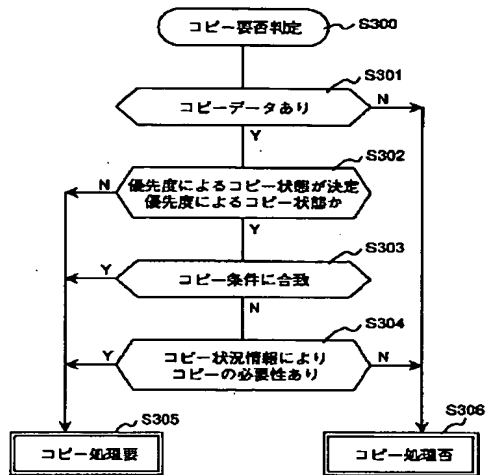 コピー要否判定
S300
S301
コピーデータあり
N
Y
S302
優先度によるコピー状態が決定
優先度によるコピー状態か
N
Y
S303
コピー条件に合致
Y
N
S304
コピー状況情報により
コピーの必要性あり
Y
N
S305
コピー処理要
S306
コピー処理否